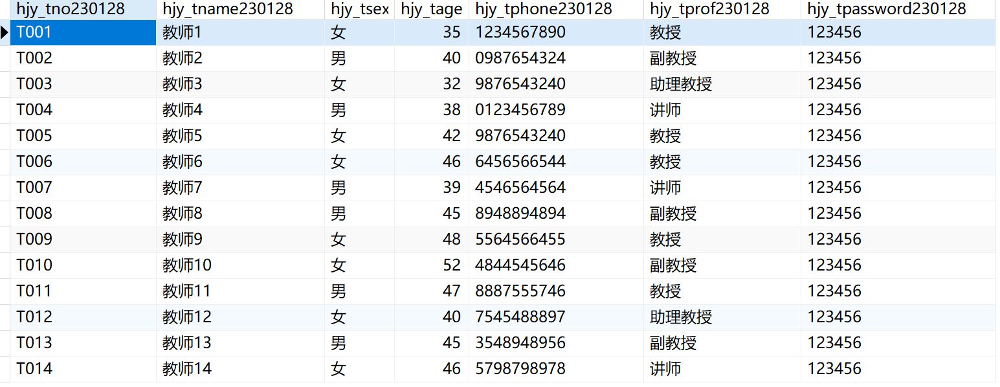 hjy_tno230128 hjy_tname230128 hjy_tsex hjy_tage hjy_tphone230128 hjy_tprof230128 hjy_tpassword230128
T001 教师1 女 35 1234567890 教授 123456
T002 教师2 男 40 0987654324 副教授 123456
T003 教师3 女 32 9876543240 助理教授 123456
T004 教师4 男 38 0123456789 讲师 123456
T005 教师5 女 42 9876543240 教授 123456
T006 教师6 女 46 6456566544 教授 123456
T007 教师7 男 39 4546564564 讲师 123456
T008 教师8 男 45 8948894894 副教授 123456
T009 教师9 女 48 5564566455 教授 123456
T010 教师10 女 52 4844545646 副教授 123456
T011 教师11 男 47 8887555746 教授 123456
T012 教师12 女 40 7545488897 助理教授 123456
T013 教师13 男 45 3548948956 副教授 123456
T014 教师14 女 46 5798798978 讲师 123456